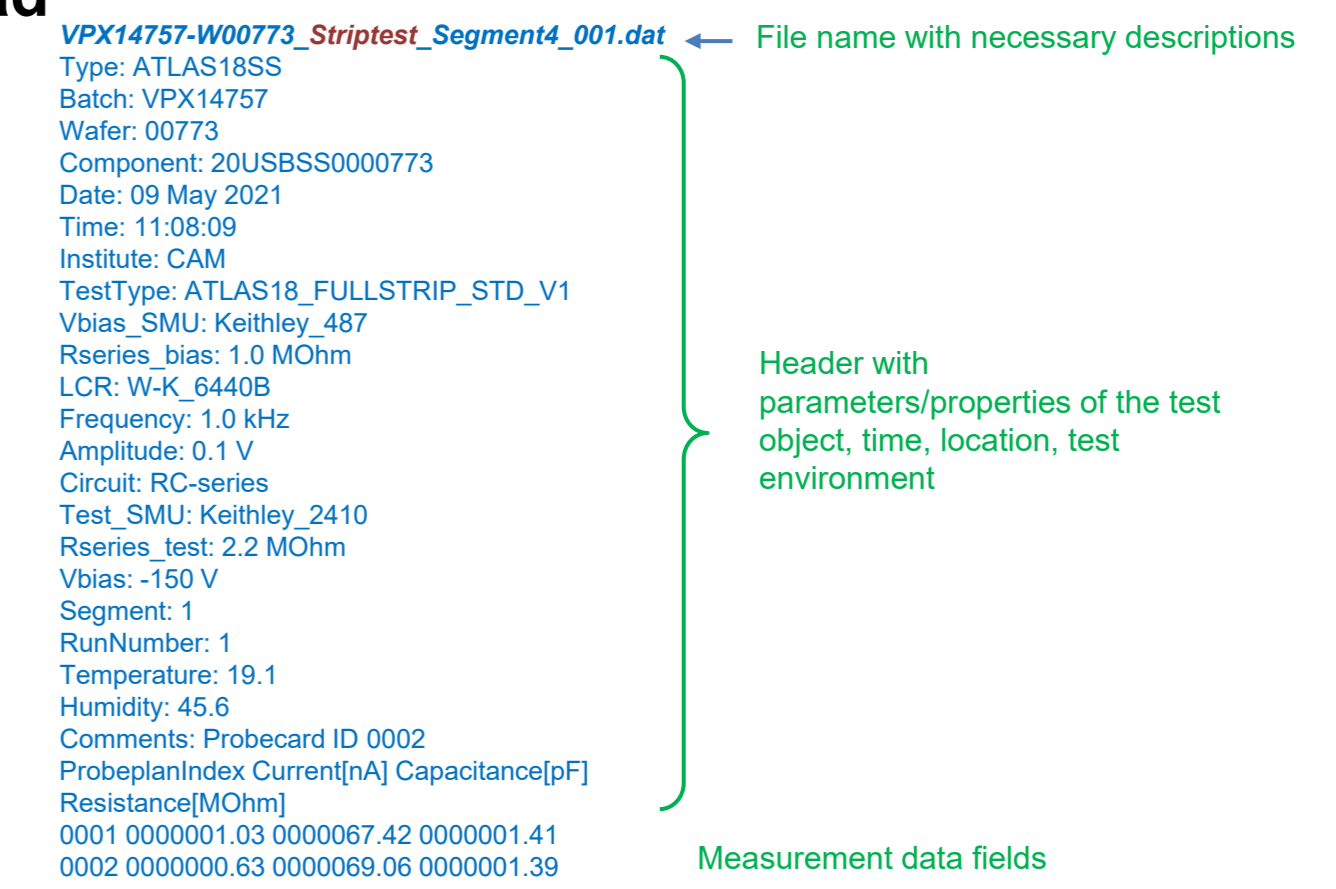 VPX14757-W00773_Striptest_Segment4_001.dat
File name with necessary descriptions
Type: ATLAS18SS
Batch: VPX14757
Wafer: 00773
Component: 20USBSS0000773
Date: 09 May 2021
Time: 11:08:09
Institute: CAM
TestType: ATLAS18_FULLSTRIP_STD_V1
Vbias_SMU: Keithley_487
Rseries_bias: 1.0 MOhm
LCR: W-K_6440B
Frequency: 1.0 kHz
Amplitude: 0.1 V
Circuit: RC-series
Test_SMU: Keithley_2410
Rseries_test: 2.2 MOhm
Vbias: -150 V
Segment: 1
RunNumber: 1
Temperature: 19.1
Humidity: 45.6
Comments: Probecard ID 0002
ProbeplanIndex Current[nA] Capacitance[pF]
Resistance[MOhm]
Header with
parameters/properties of the test
object, time, location, test
environment
0001 0000001.03 0000067.42 0000001.41
0002 0000000.63 0000069.06 0000001.39
Measurement data fields